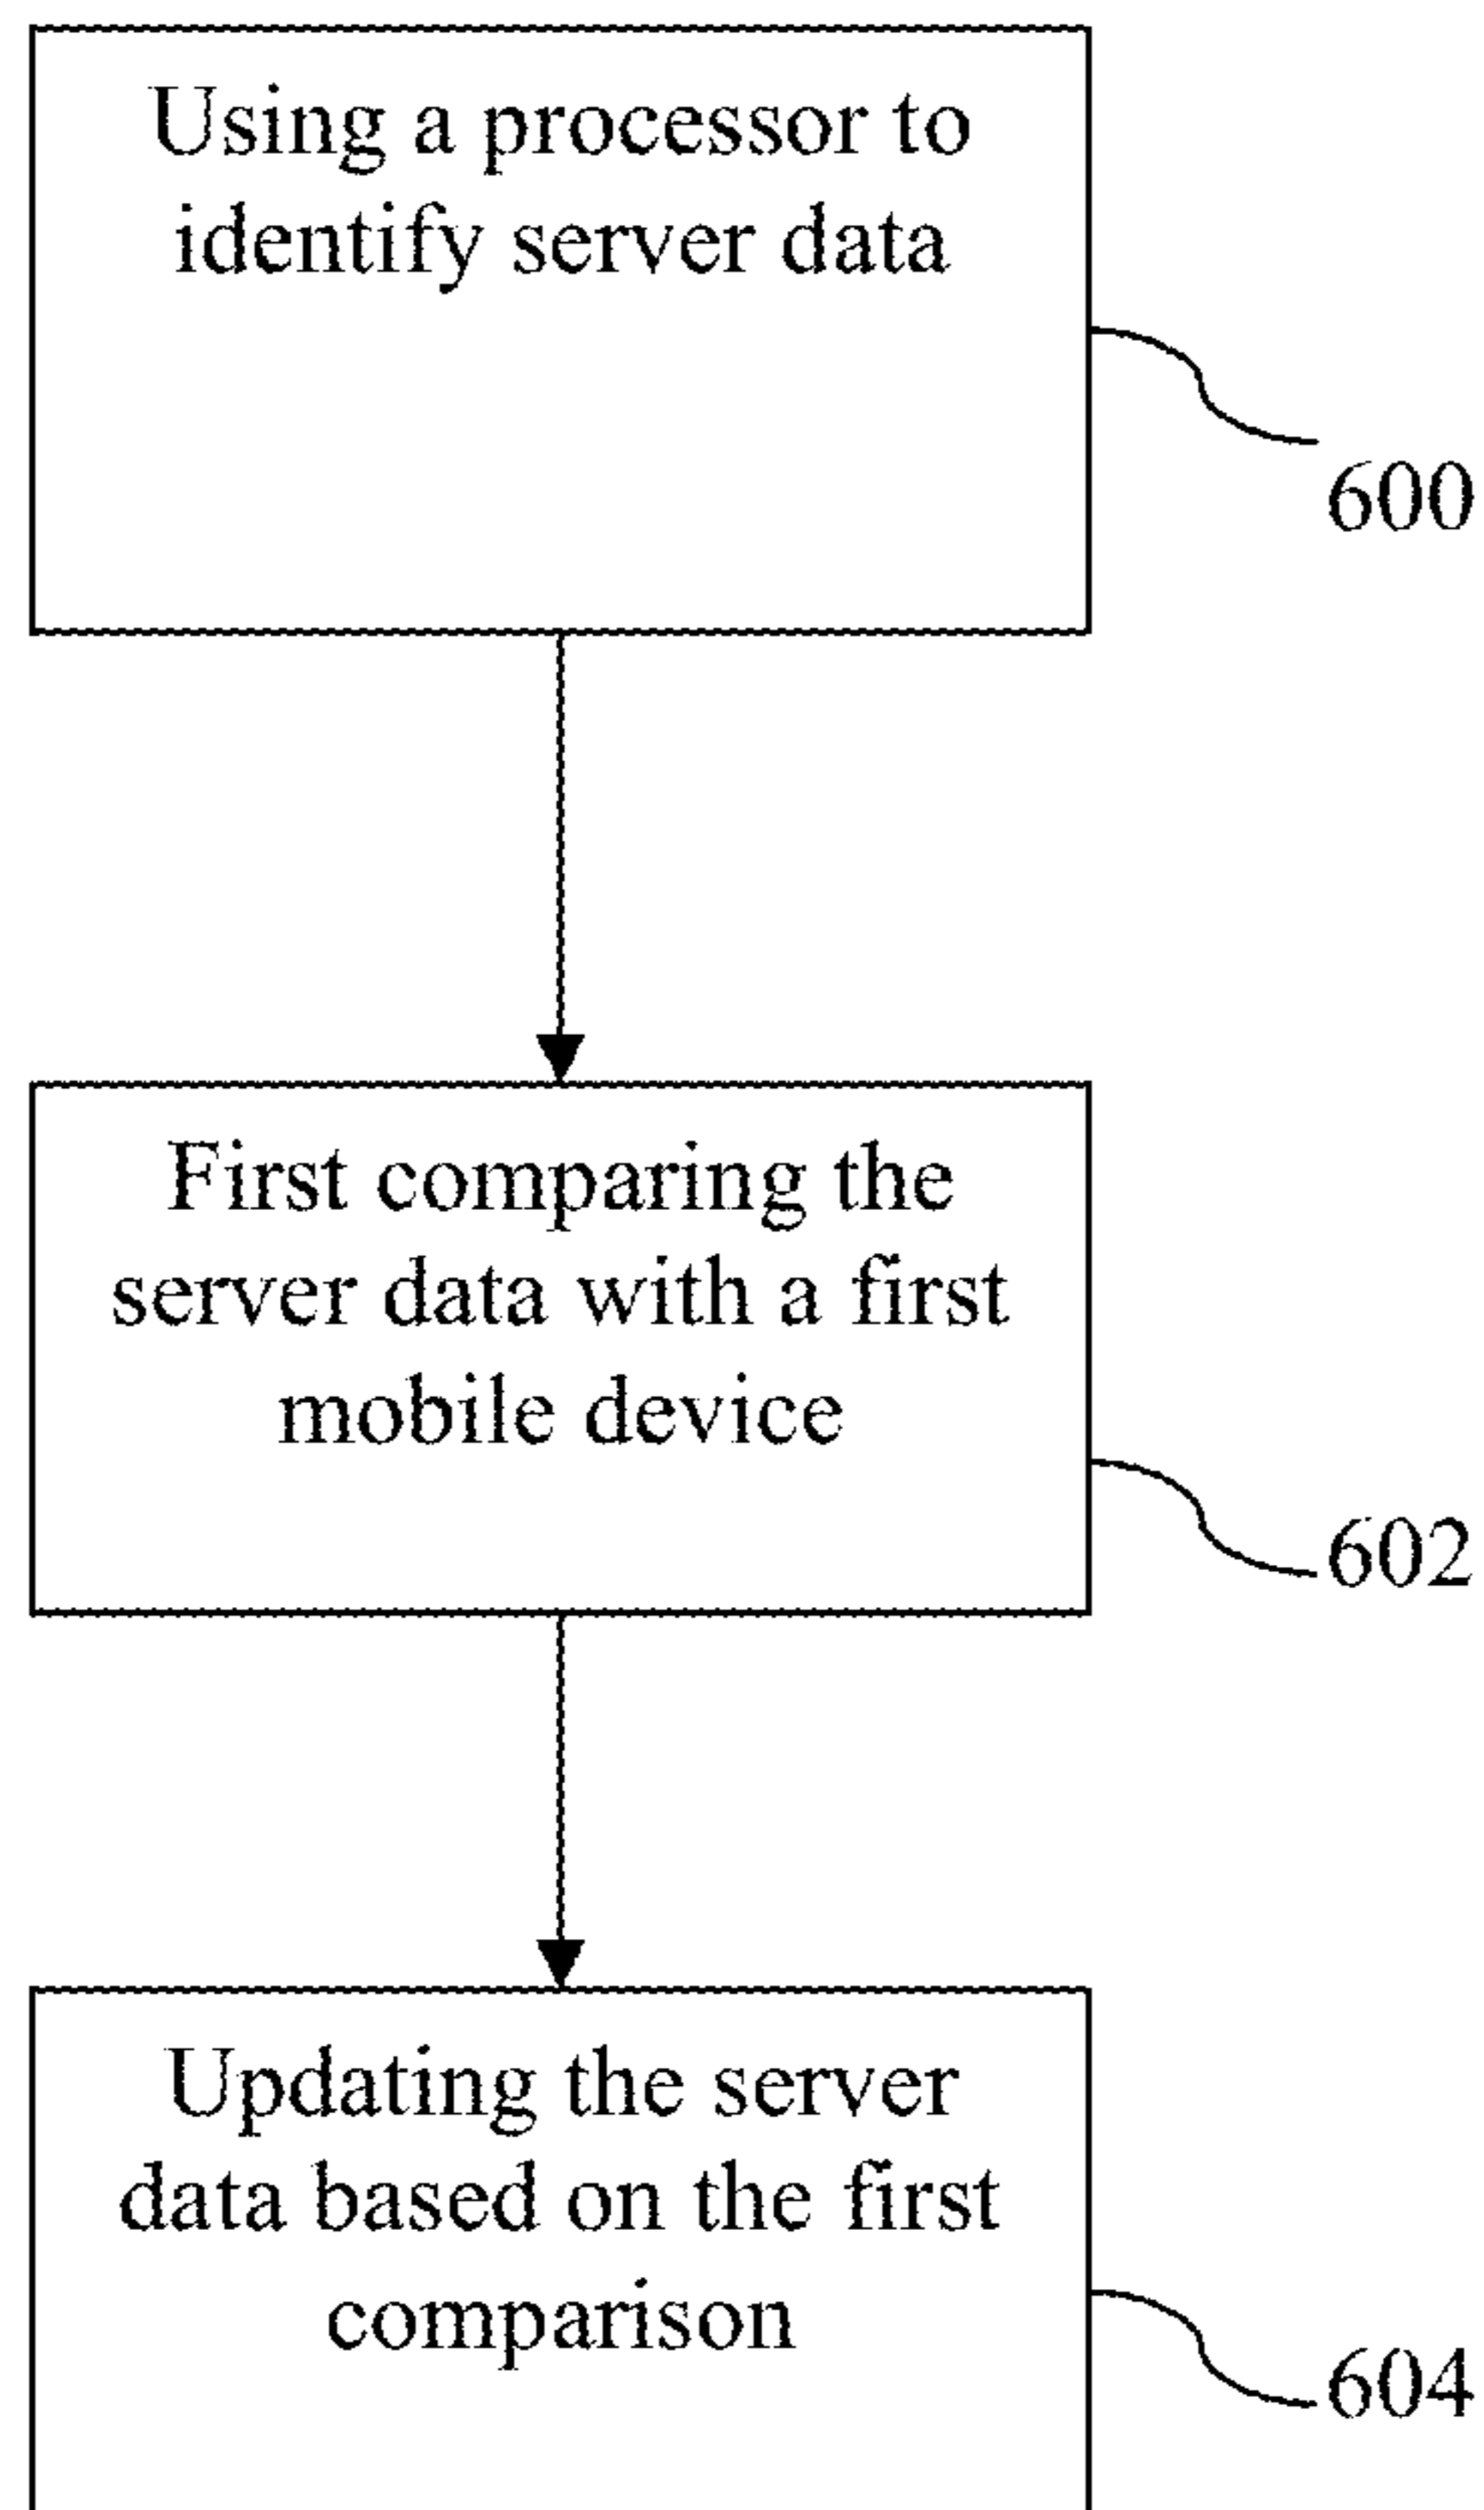 Using a processor to
identify server data
600
First comparing the
server data with a first
mobile device
602
Updating the server
data based on the first
comparison
604